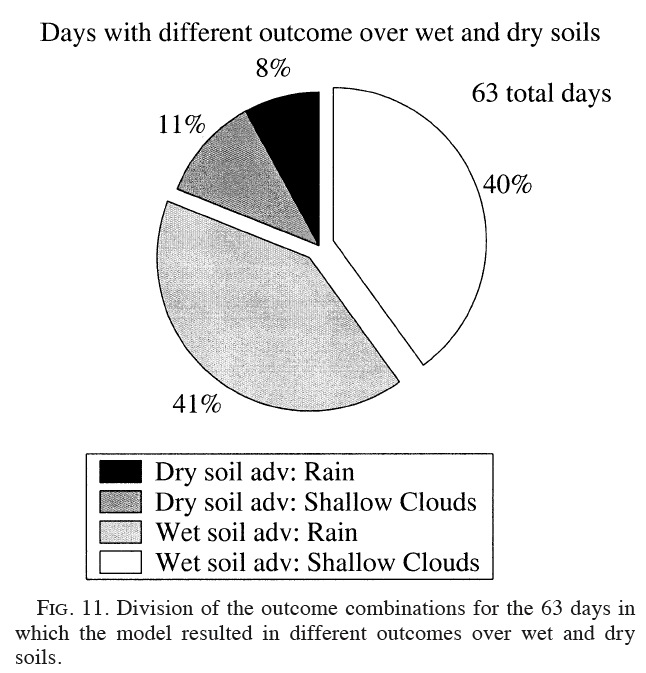 Days with different outcome over wet and dry soils
8%
63 total days
11%
40%
41%
Dry soil adv: Rain
Dry soil adv: Shallow Clouds
Wet soil adv: Rain
Wet soil adv: Shallow Clouds
FIG. 11. Division of the outcome combinations for the 63 days in
which the model resulted in different outcomes over wet and dry
soils.